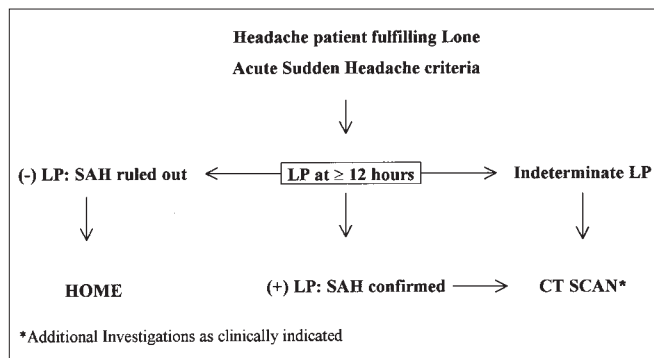 Headache patient fulfilling Lone
Acute Sudden Headache criteria
(-) LP: SAH ruled out
LP at ≥ 12 hours
Indeterminate LP
HOME
(+) LP: SAH confirmed
CT SCAN*
*Additional Investigations as clinically indicated